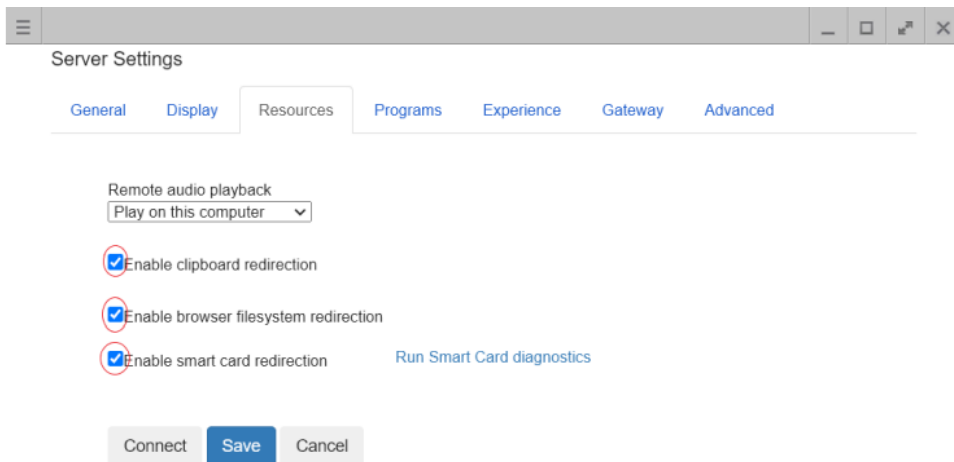 Server Settings
General Display Resources Programs Experience Gateway Advanced
Remote audio playback
Play on this computer
Enable clipboard redirection
Enable browser filesystem redirection
Enable smart card redirection Run Smart Card diagnostics
Connect Save Cancel